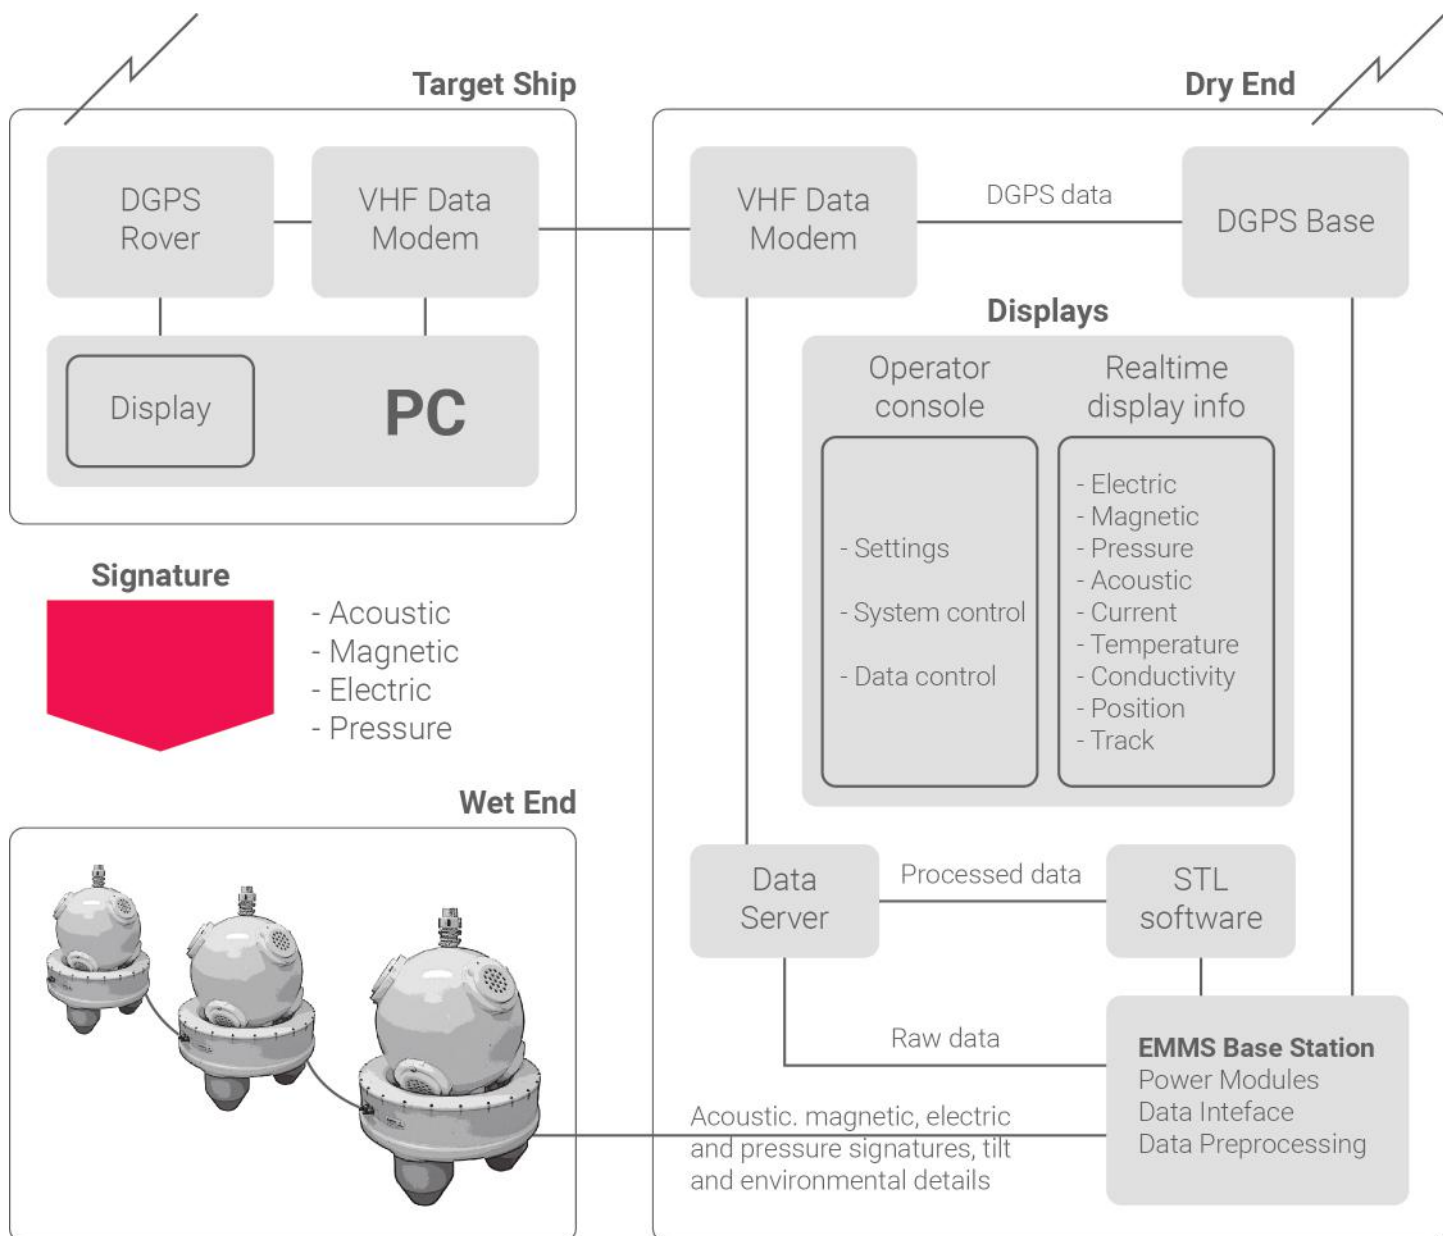 Target Ship
DGPS
Rover
VHF Data
Modem
Display
PC
Signature
- Acoustic
- Magnetic
- Electric
- Pressure
Wet End
Dry End
VHF Data
Modem
DGPS data
DGPS Base
Displays
Operator
console
- Settings
- System control
- Data control
Realtime
display info
- Electric
- Magnetic
- Pressure
- Acoustic
- Current
- Temperature
- Conductivity
- Position
- Track
Data
Server
Processed data
STL
software
Raw data
EMMS Base Station
Power Modules
Data Inteface
Data Preprocessing
Acoustic. magnetic, electric
and pressure signatures, tilt
and environmental details